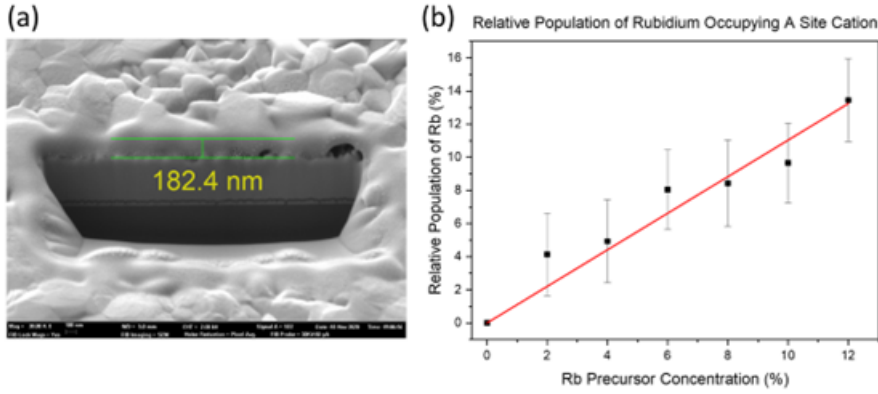 (a)
182.4 nm
(b)
Relative Population of Rubidium Occupying A Site Cation
Relative Population of Rb (%)
16
14
12
10
8
6
4
2
0
0 2 4 6 8 10 12
Rb Precursor Concentration (%)